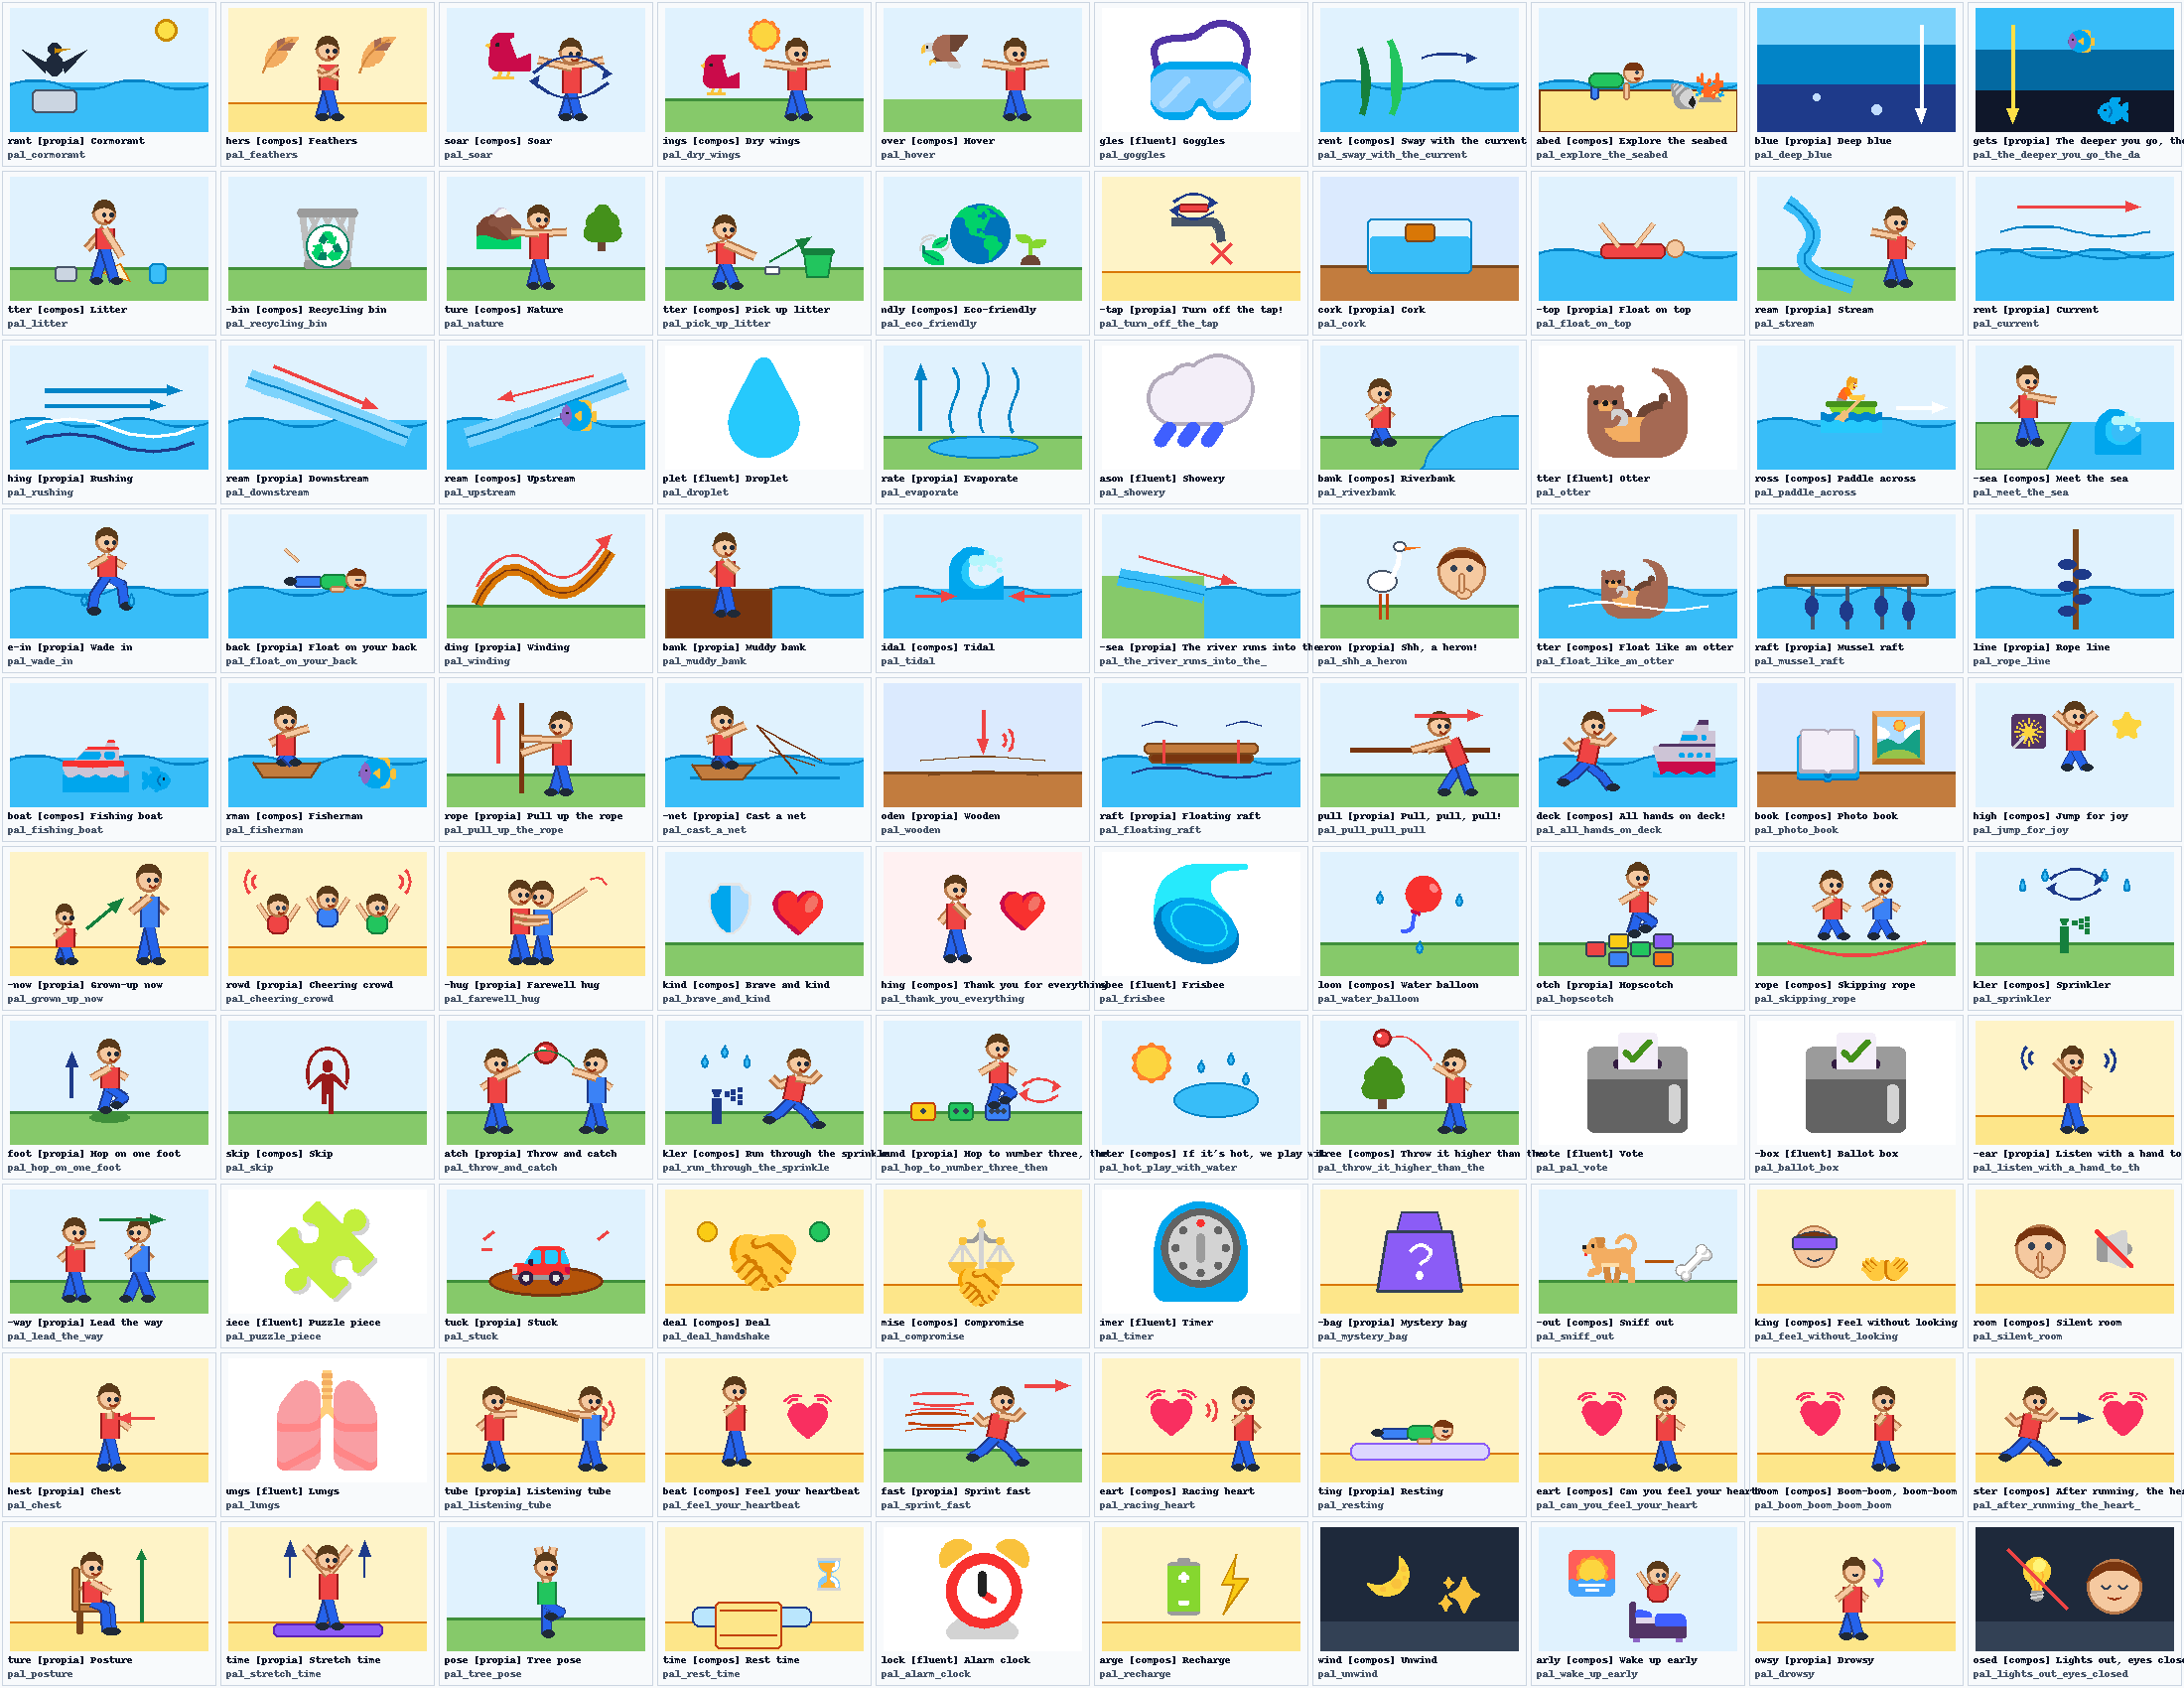 rant [propia] Cormorant
pal_cormorant
hers [compos] Feathers
pal_feathers
soar [compos] Soar
pal_soar
ings [compos] Dry wings
pal_dry_wings
over [compos] Hover
pal_hover
gles [fluent] Goggles
pal_goggles
rent [compos] Sway with the current
pal_sway_with_the_current
abed [compos] Explore the seabed
pal_explore_the_seabed
blue [propia] Deep blue
pal_deep_blue
gets [propia] The deeper you go, the
pal_the_deeper_you_go_the_da
tter [compos] Litter
pal_litter
-bin [compos] Recycling bin
pal_recycling_bin
ture [compos] Nature
pal_nature
tter [compos] Pick up litter
pal_pick_up_litter
ndly [compos] Eco-friendly
pal_eco_friendly
-tap [propia] Turn off the tap!
pal_turn_off_the_tap
cork [propia] Cork
pal_cork
-top [propia] Float on top
pal_float_on_top
ream [propia] Stream
pal_stream
rent [propia] Current
pal_current
hing [propia] Rushing
pal_rushing
ream [propia] Downstream
pal_downstream
ream [compos] Upstream
pal_upstream
plet [fluent] Droplet
pal_droplet
rate [propia] Evaporate
pal_evaporate
ason [fluent] Showery
pal_showery
bank [compos] Riverbank
pal_riverbank
tter [fluent] Otter
pal_otter
ross [compos] Paddle across
pal_paddle_across
-sea [compos] Meet the sea
pal_meet_the_sea
e-in [propia] Wade in
pal_wade_in
back [propia] Float on your back
pal_float_on_your_back
ding [propia] Winding
pal_winding
bank [propia] Muddy bank
pal_muddy_bank
idal [compos] Tidal
pal_tidal
-sea [propia] The river runs into the
pal_the_river_runs_into_the_
eron [propia] Shh, a heron!
pal_shh_a_heron
tter [compos] Float like an otter
pal_float_like_an_otter
raft [propia] Mussel raft
pal_mussel_raft
line [propia] Rope line
pal_rope_line
boat [compos] Fishing boat
pal_fishing_boat
rman [compos] Fisherman
pal_fisherman
rope [propia] Pull up the rope
pal_pull_up_the_rope
-net [propia] Cast a net
pal_cast_a_net
oden [propia] Wooden
pal_wooden
raft [propia] Floating raft
pal_floating_raft
pull [propia] Pull, pull, pull!
pal_pull_pull_pull
deck [compos] All hands on deck!
pal_all_hands_on_deck
book [compos] Photo book
pal_photo_book
high [compos] Jump for joy
pal_jump_for_joy
-now [propia] Grown-up now
pal_grown_up_now
rowd [propia] Cheering crowd
pal_cheering_crowd
-hug [propia] Farewell hug
pal_farewell_hug
kind [compos] Brave and kind
pal_brave_and_kind
hing [compos] Thank you for everything
pal_thank_you_everything
sbee [fluent] Frisbee
pal_frisbee
loon [compos] Water balloon
pal_water_balloon
otch [propia] Hopscotch
pal_hopscotch
rope [compos] Skipping rope
pal_skipping_rope
kler [compos] Sprinkler
pal_sprinkler
foot [propia] Hop on one foot
pal_hop_on_one_foot
skip [compos] Skip
pal_skip
atch [propia] Throw and catch
pal_throw_and_catch
kler [compos] Run through the sprinkle
pal_run_through_the_sprinkle
und [propia] Hop to number three, the
pal_hop_to_number_three_then
ater [compos] If it's hot, we play wit
pal_hot_play_with_water
tree [compos] Throw it higher than the
pal_throw_it_higher_than_the
vote [fluent] Vote
pal_pal_vote
-box [fluent] Ballot box
pal_ballot_box
-ear [propia] Listen with a hand to
pal_listen_with_a_hand_to_th
-way [propia] Lead the way
pal_lead_the_way
iece [fluent] Puzzle piece
pal_puzzle_piece
tuck [propia] Stuck
pal_stuck
deal [compos] Deal
pal_deal_handshake
mise [compos] Compromise
pal_compromise
imer [fluent] Timer
pal_timer
?
-bag [propia] Mystery bag
pal_mystery_bag
-out [compos] Sniff out
pal_sniff_out
king [compos] Feel without looking
pal_feel_without_looking
room [compos] Silent room
pal_silent_room
hest [propia] Chest
pal_chest
ungs [fluent] Lungs
pal_lungs
tube [propia] Listening tube
pal_listening_tube
beat [compos] Feel your heartbeat
pal_feel_your_heartbeat
fast [propia] Sprint fast
pal_sprint_fast
eart [compos] Racing heart
pal_racing_heart
ting [propia] Resting
pal_resting
eart [compos] Can you feel your heart
pal_can_you_feel_your_heart
boom [compos] Boom-boom, boom-boom
pal_boom_boom_boom_boom
ster [compos] After running, the hea
pal_after_running_the_heart_
ture [propia] Posture
pal_posture
time [propia] Stretch time
pal_stretch_time
pose [propia] Tree pose
pal_tree_pose
time [compos] Rest time
pal_rest_time
lock [fluent] Alarm clock
pal_alarm_clock
arge [compos] Recharge
pal_recharge
wind [compos] Unwind
pal_unwind
arly [compos] Wake up early
pal_wake_up_early
owsy [propia] Drowsy
pal_drowsy
osed [compos] Lights out, eyes close
pal_lights_out_eyes_closed